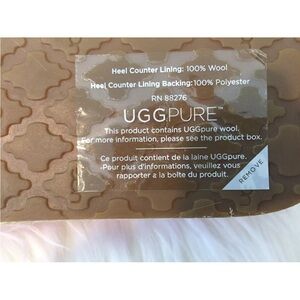 Heel Counter Lining: 100% Wool
Heel Counter Lining Backing: 100% Polyester
RN 88276
UGGPURE™
This product contains UGGpure wool.
For more information, please see the product box.
Ce produit contient de la laine UGGpure.
Pour plus d'informations, veuillez vous
rapporter à la boîte du produit.
REMOVE